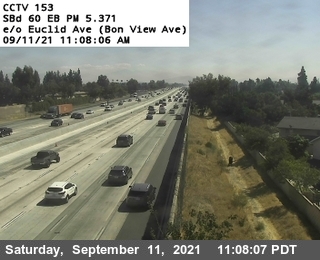 CCTV 153
SBd 60 EB PM 5.371
e/o Euclid Ave (Bon View Ave)
09/11/21 11:08:06 AM
Saturday, September 11, 2021 11:08:07 PDT